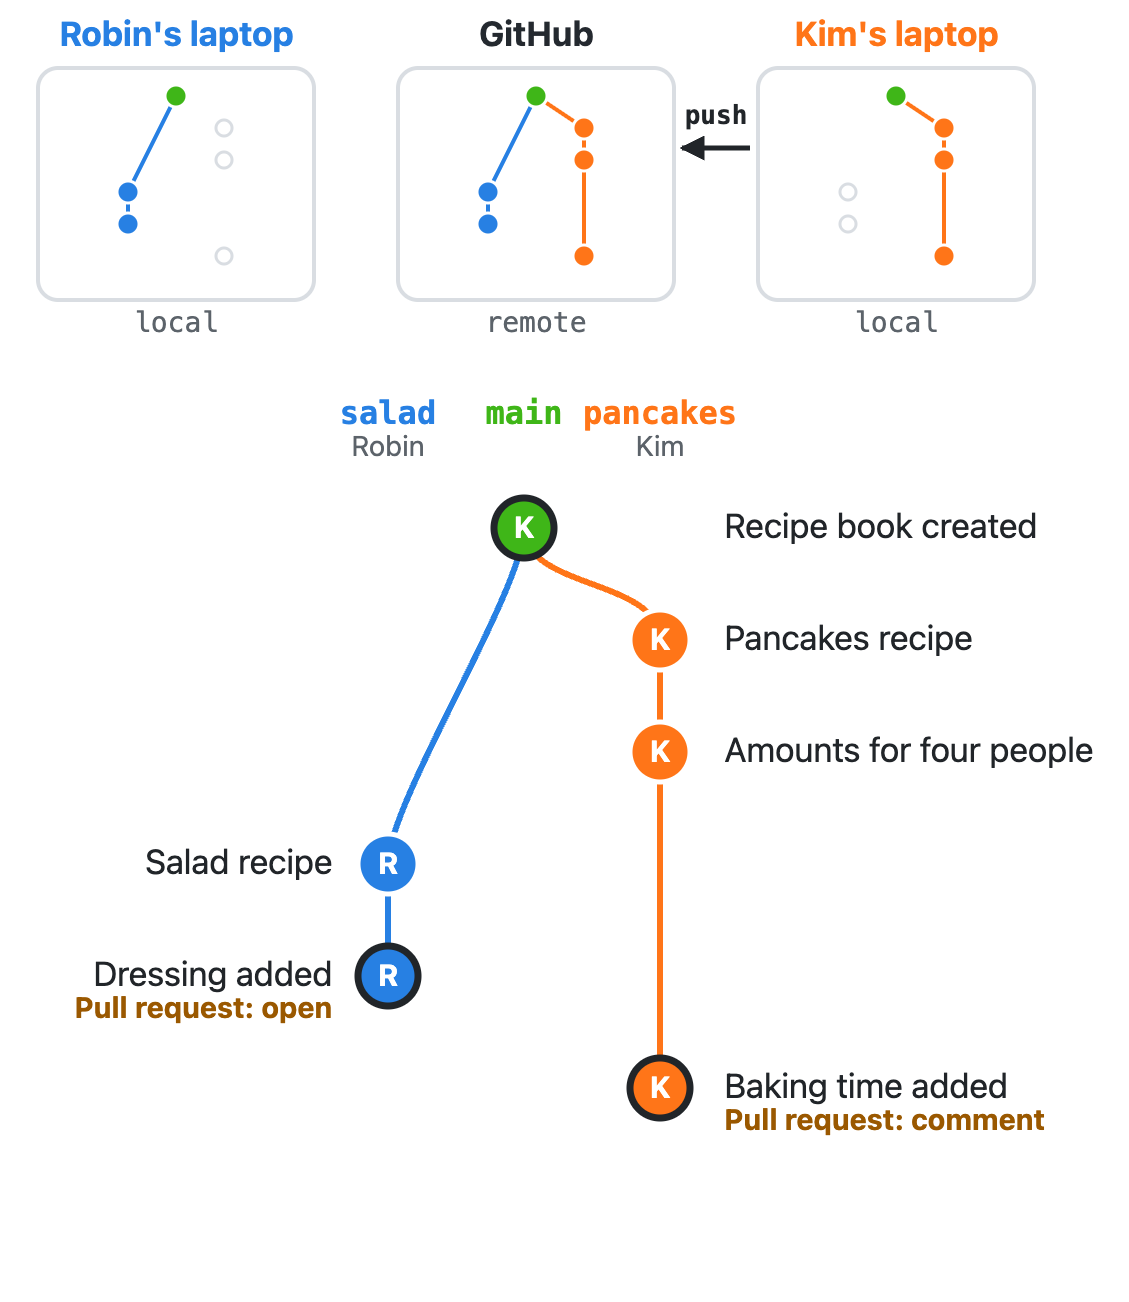 Robin's laptop
GitHub
Kim's laptop
push
local
remote
local
salad
main
pancakes
Robin
Kim
K
Recipe book created
K
Pancakes recipe
K
Amounts for four people
Salad recipe
R
Dressing added
R
Pull request: open
K
Baking time added
Pull request: comment